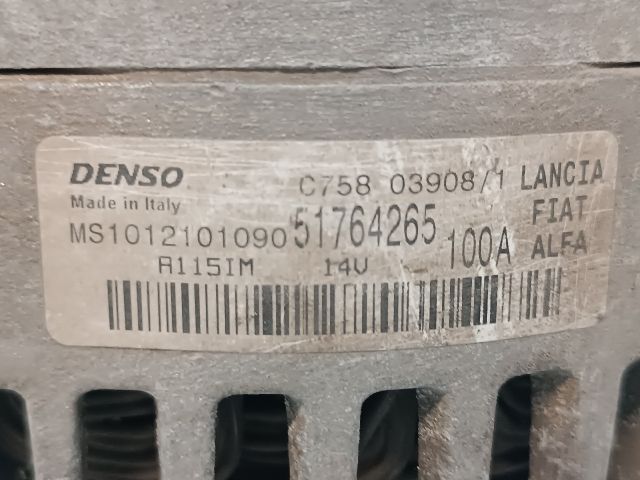 DENSO C758 03908/1 LANCIA
Made in Italy 51764265 FIAT
MS1012101090 100A ALFA
A115IM 14V